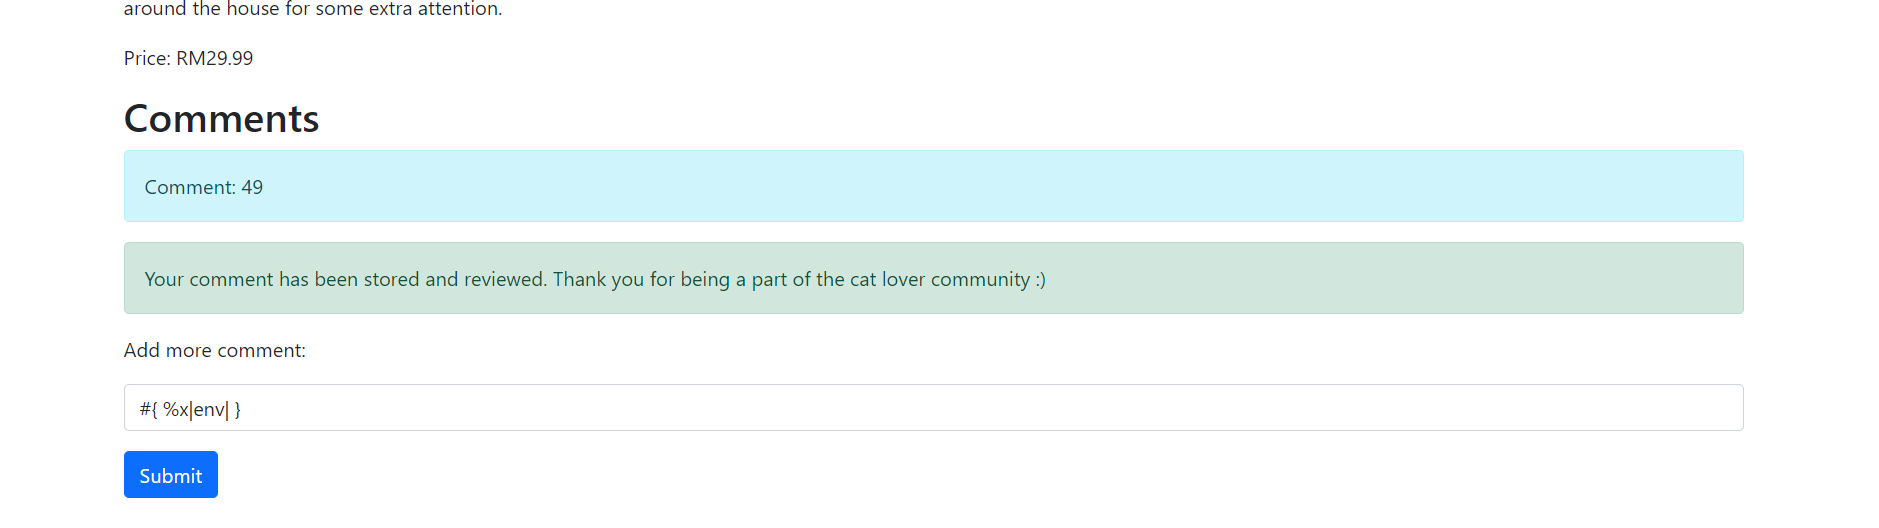 around the house for some extra attention.
Price: RM29.99
Comments
Comment: 49
Your comment has been stored and reviewed. Thank you for being a part of the cat lover community :)
Add more comment:
#{ %x|env| }
Submit